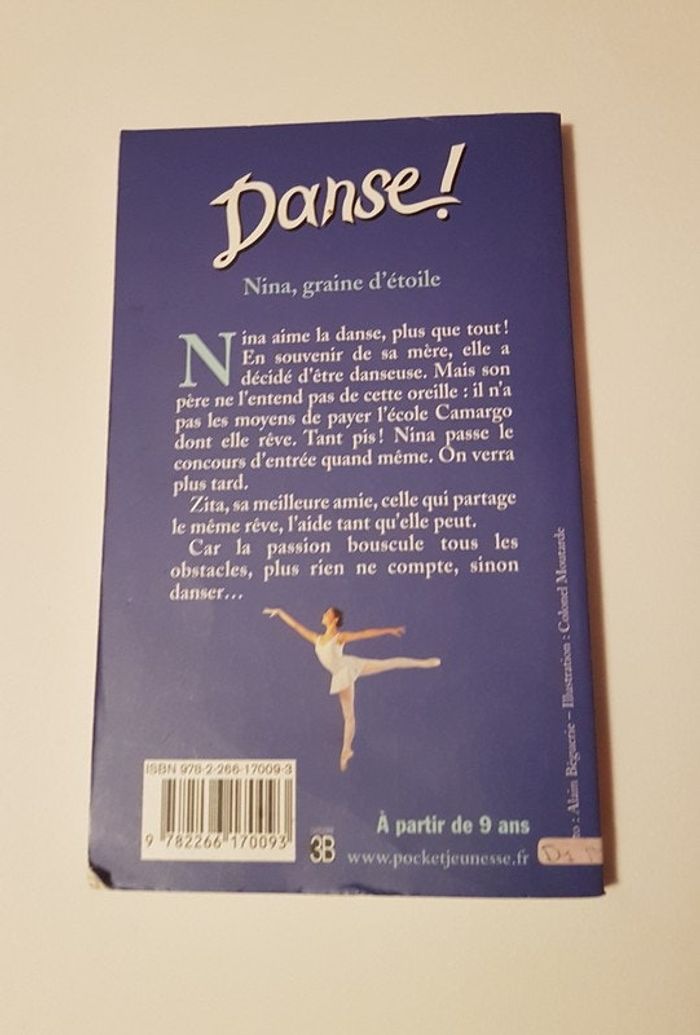 Danse!
Nina, graine d'étoile
Nina aime la danse, plus que tout!
En souvenir de sa mère, elle a
décidé d'être danseuse. Mais son
père ne l'entend pas de cette oreille : il n'a
pas les moyens de payer l'école Camargo
dont elle rêve. Tant pis! Nina passe le
concours d'entrée quand même. On verra
plus tard.
Zita, sa meilleure amie, celle qui partage
le même rêve, l'aide tant qu'elle peut.
Car la passion bouscule tous les
obstacles, plus rien ne compte, sinon
danser...
: Alain Béguerie – Illustration : Colonel Moutarde
ISBN 978-2-266-17009-3
9 782266 170093
3B
À partir de 9 ans
www.pocketjeunesse.fr